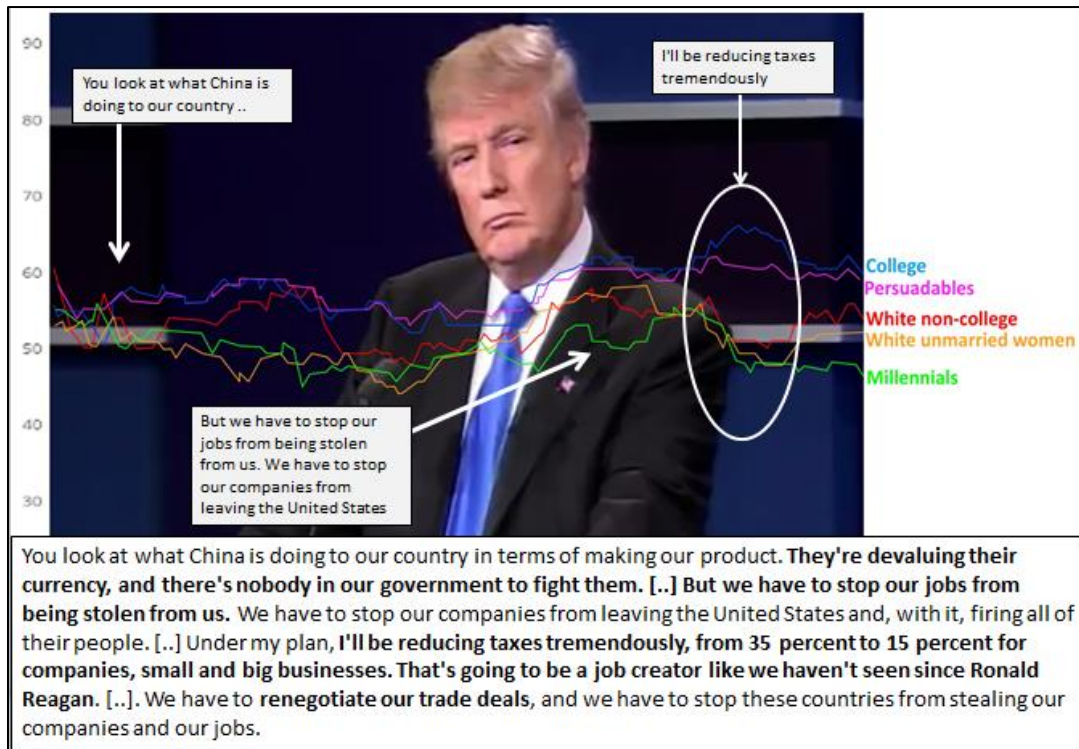 90
You look at what China is
doing to our country ..
I'll be reducing taxes
tremendously
80
70
60
College
Persuadables
White non-college
White unmarried women
50
Millennials
40
But we have to stop our
jobs from being stolen
from us. We have to stop
our companies from
leaving the United States
30
You look at what China is doing to our country in terms of making our product. They're devaluing their
currency, and there's nobody in our government to fight them. [..] But we have to stop our jobs from
being stolen from us. We have to stop our companies from leaving the United States and, with it, firing all of
their people. [..] Under my plan, I'll be reducing taxes tremendously, from 35 percent to 15 percent for
companies, small and big businesses. That's going to be a job creator like we haven't seen since Ronald
Reagan. [..]. We have to renegotiate our trade deals, and we have to stop these countries from stealing our
companies and our jobs.